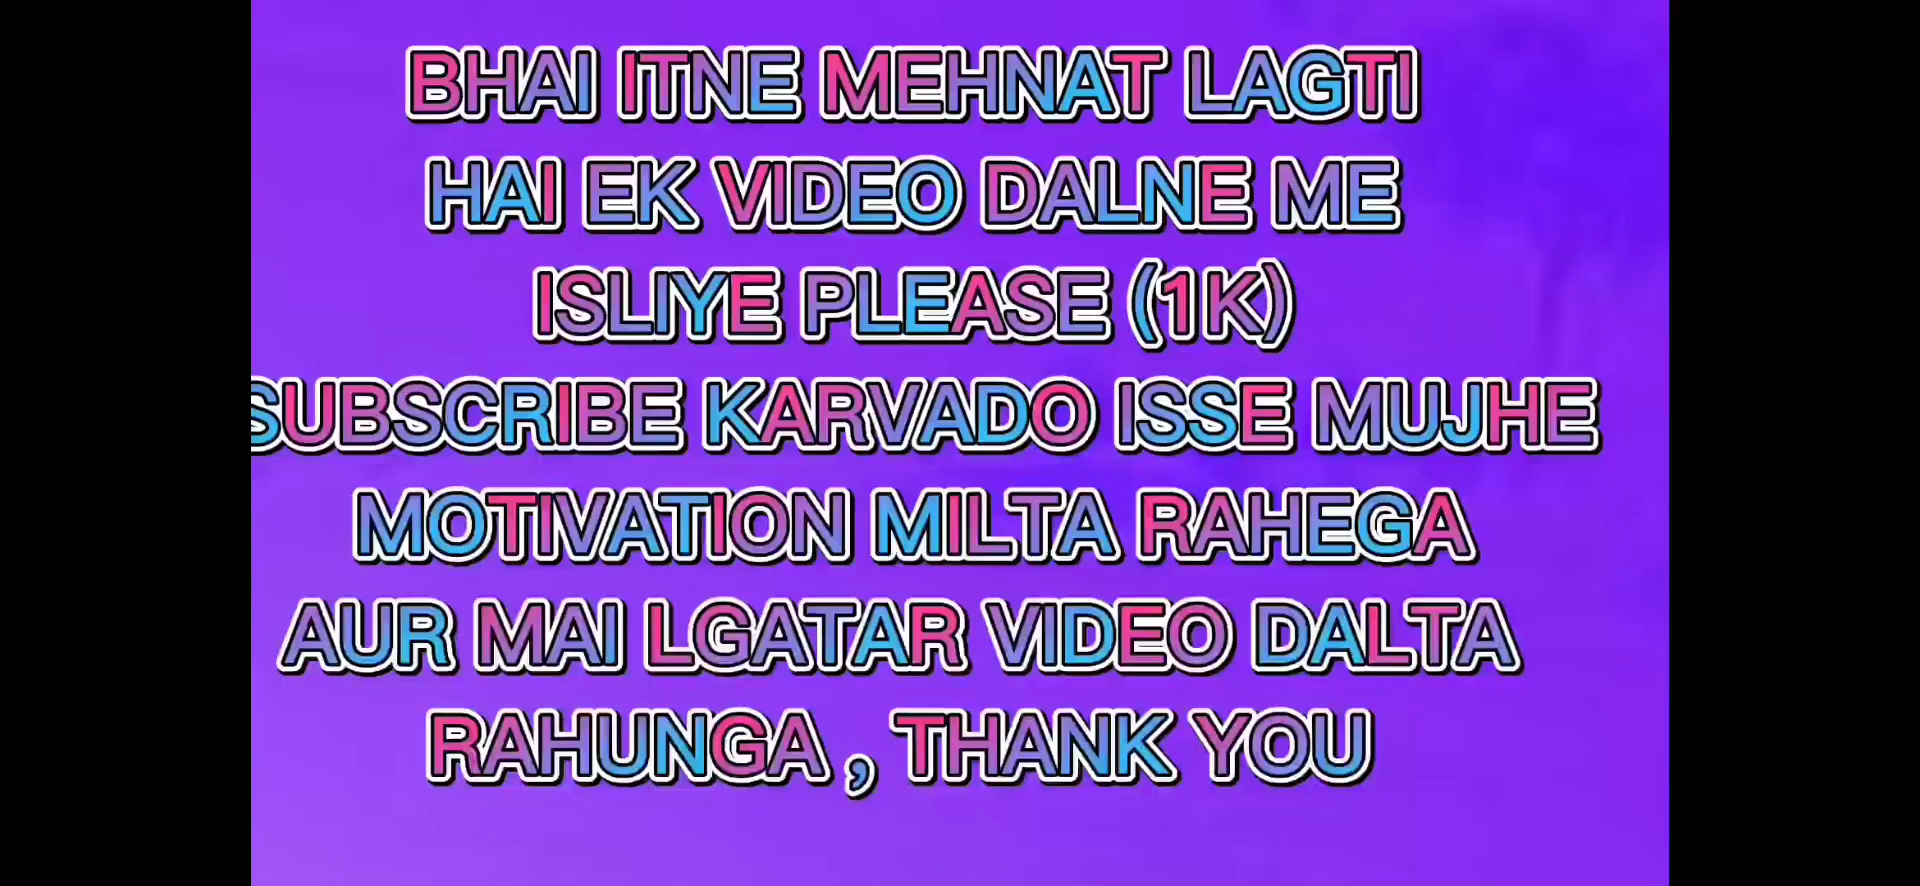 BHAI ITNE MEHNAT LAGTI
HAI EK VIDEO DALNE ME
ISLIYE PLEASE (1K)
SUBSCRIBE KARVADO ISSE MUJHE
MOTIVATION MILTA RAHEGA
AUR MAI LGATAR VIDEO DALTA
RAHUNGA , THANK YOU